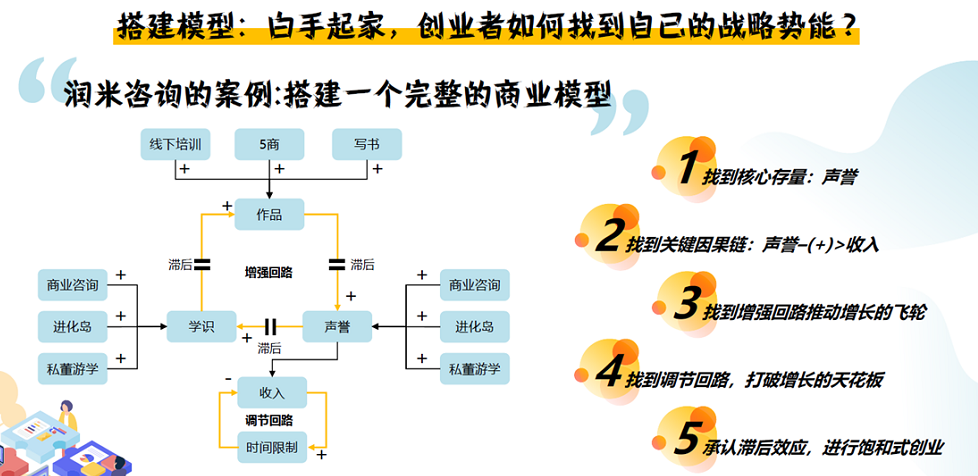 搭建模型：白手起家，创业者如何找到自己的战略势能？
润米咨询的案例:搭建一个完整的商业模型
线下培训
5商
写书
+
+
+
+
作品
滞后
增强回路
滞后
+
商业咨询
+
进化岛
+
私董游学
+
学识
+
滞后
声誉
+
商业咨询
+
进化岛
+
私董游学
-
收入
调节回路
时间限制
+
1 找到核心存量：声誉
2 找到关键因果链：声誉-(+)>收入
3 找到增强回路推动增长的飞轮
4 找到调节回路，打破增长的天花板
5 承认滞后效应，进行饱和式创业